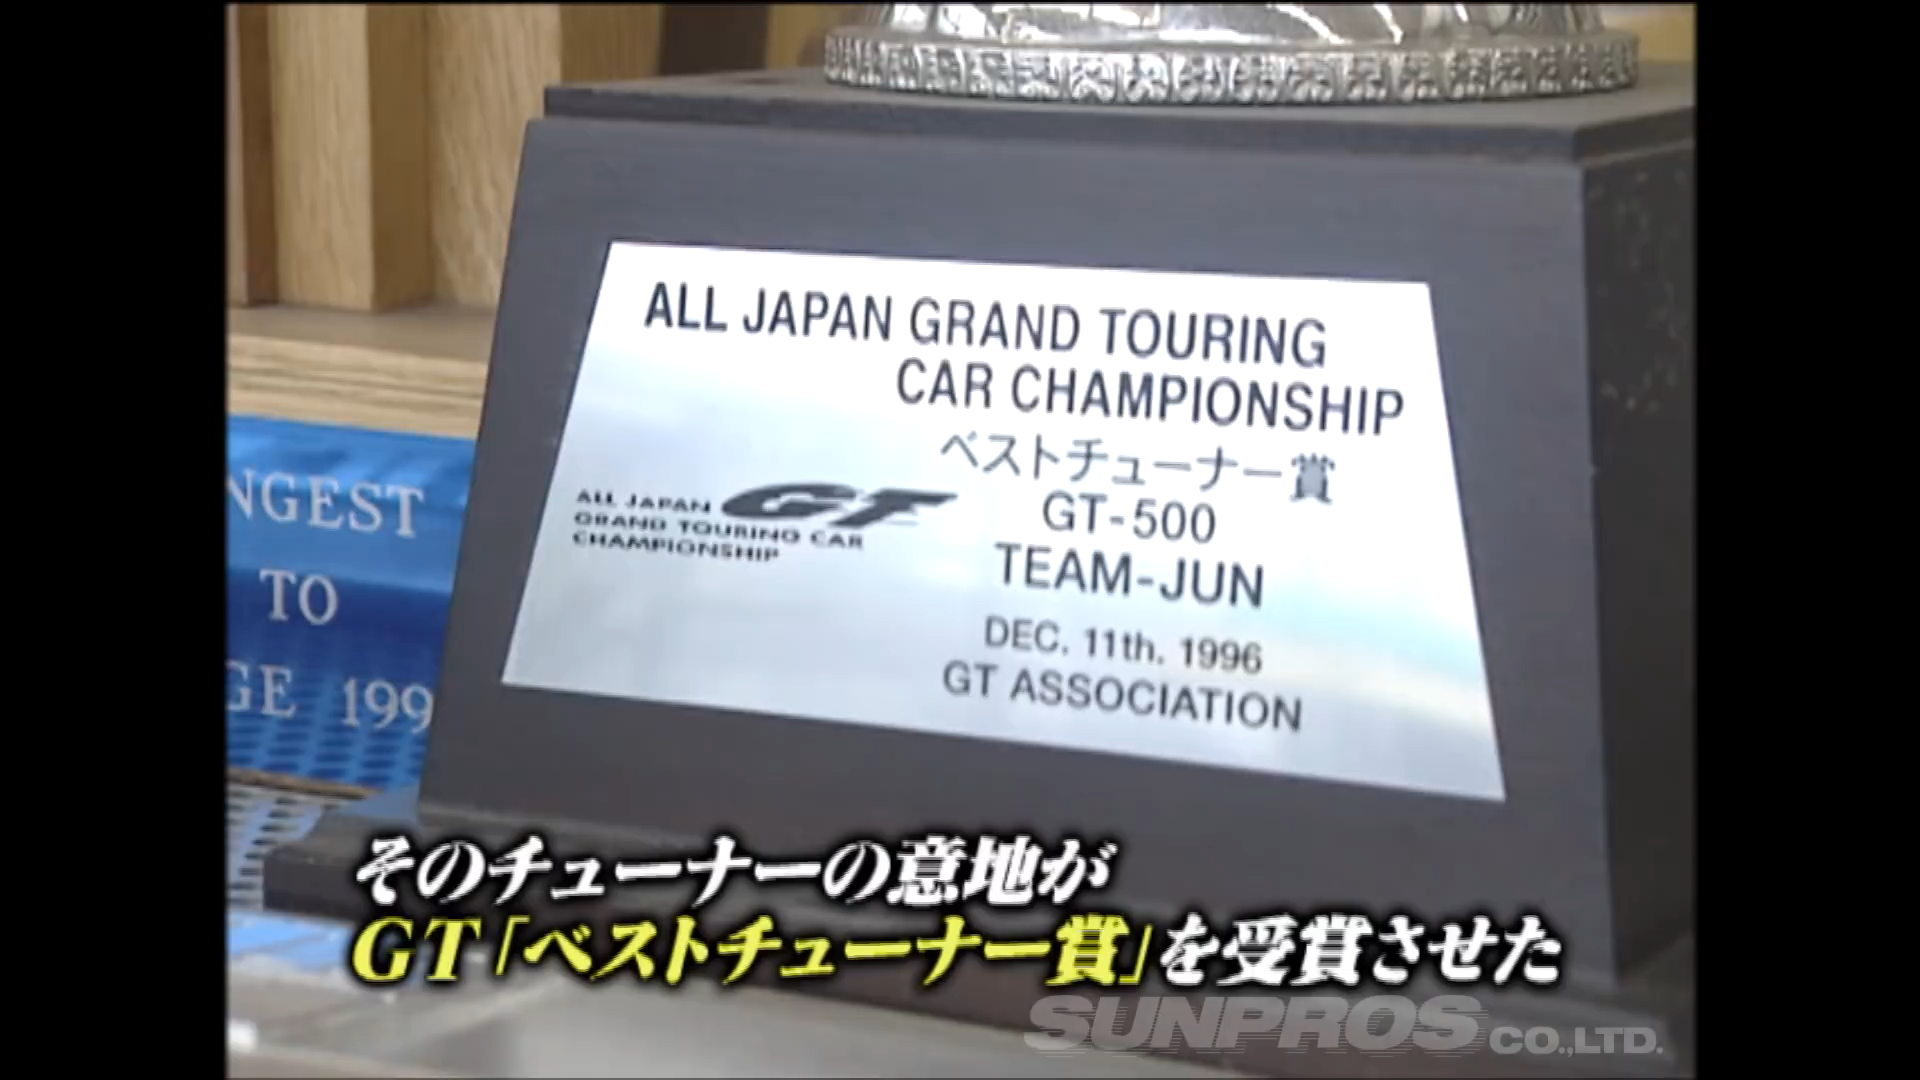 ALL JAPAN GRAND TOURING
CAR CHAMPIONSHIP
ベストチューナー賞
GT-500
TEAM-JUN
DEC. 11th. 1996
GT ASSOCIATION
ALL JAPAN GT
GRAND TOURING CAR
CHAMPIONSHIP
NGEST
TO
GE 199
そのチューナーの意地が
GT「ベストチューナー賞」を受賞させた
SUNPROS CO.,LTD.